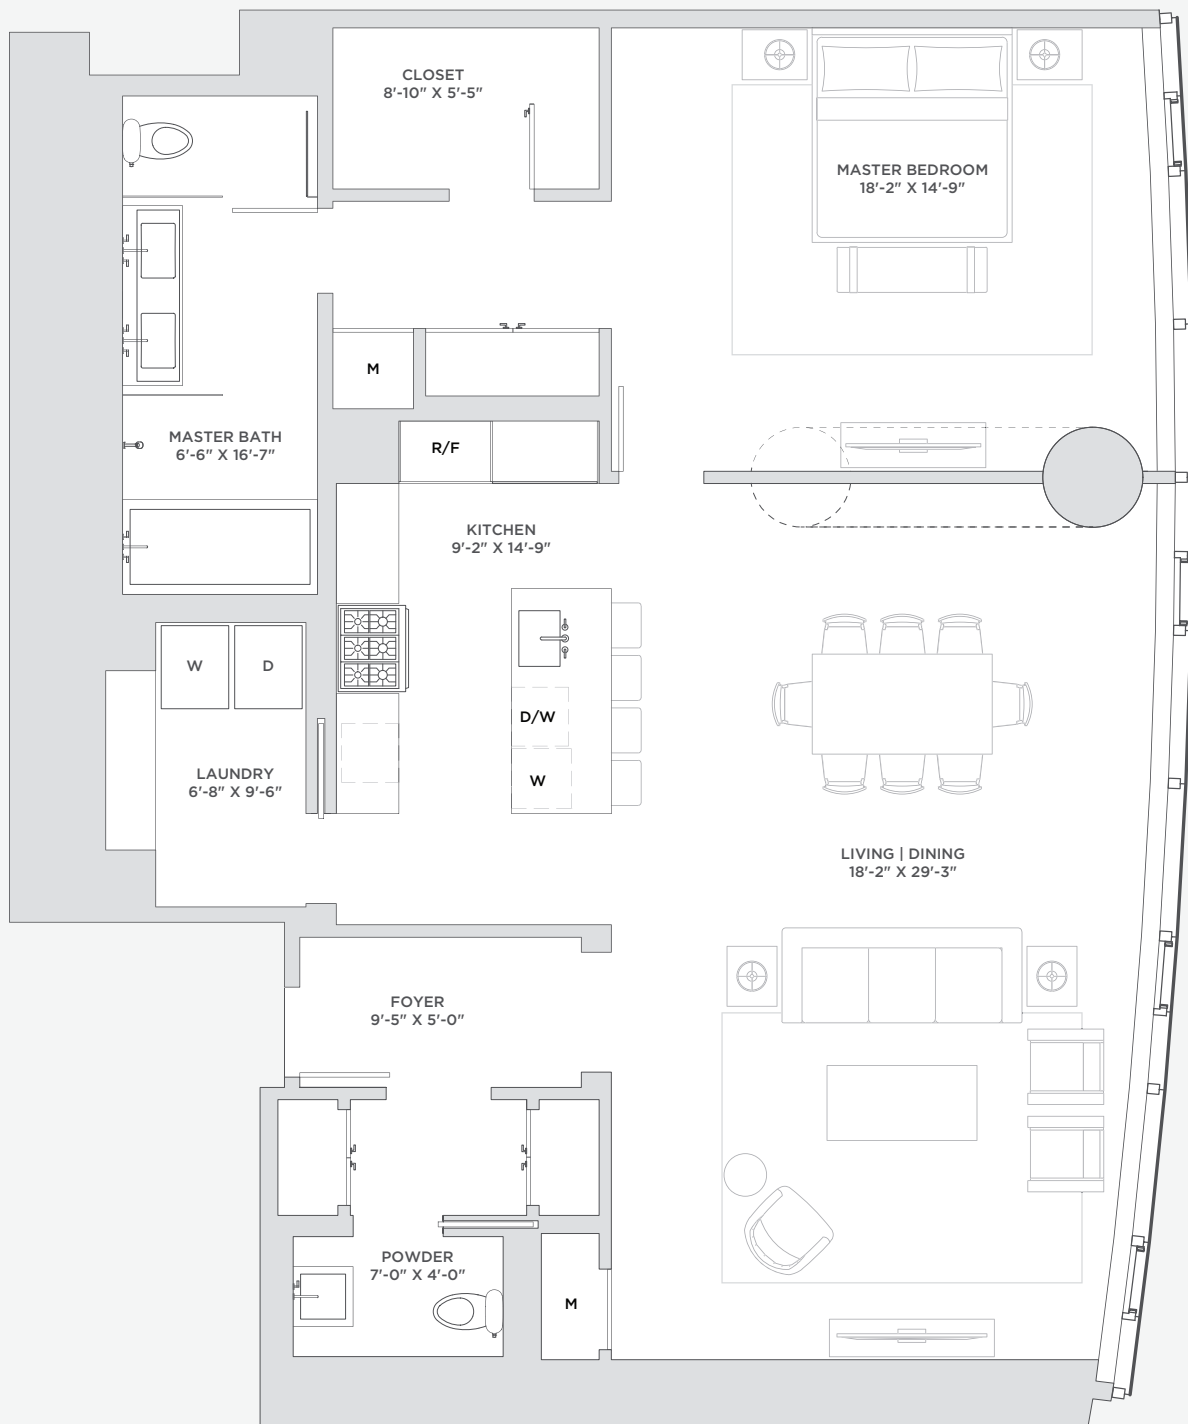 CLOSET
8'-10" X 5'-5"
MASTER BEDROOM
18'-2" X 14'-9"
M
R/F
MASTER BATH
6'-6" X 16'-7"
KITCHEN
9'-2" X 14'-9"
W
D
D/W
W
LAUNDRY
6'-8" X 9'-6"
LIVING | DINING
18'-2" X 29'-3"
FOYER
9'-5" X 5'-0"
POWDER
7'-0" X 4'-0"
M